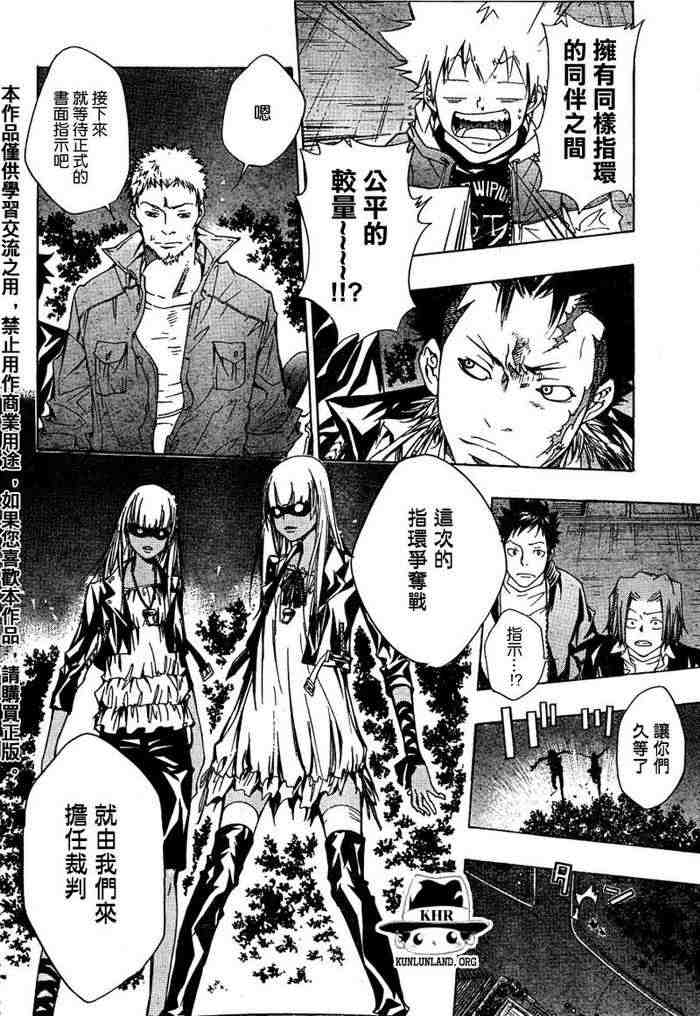 擁有同樣指環
的同伴之間
WIPIU
GT
公平的
較量~~~~!!?
嗯
接下來
就等待正式的
書面指示吧
指示…!?
讓你們
久等了
這次的
指環爭奪戰
就由我們來
擔任裁判
KHR
KUNLUNLAND.ORG
本作品僅供學習交流之用,禁止用作商業用途,如果您喜歡本作品,請購買正版。